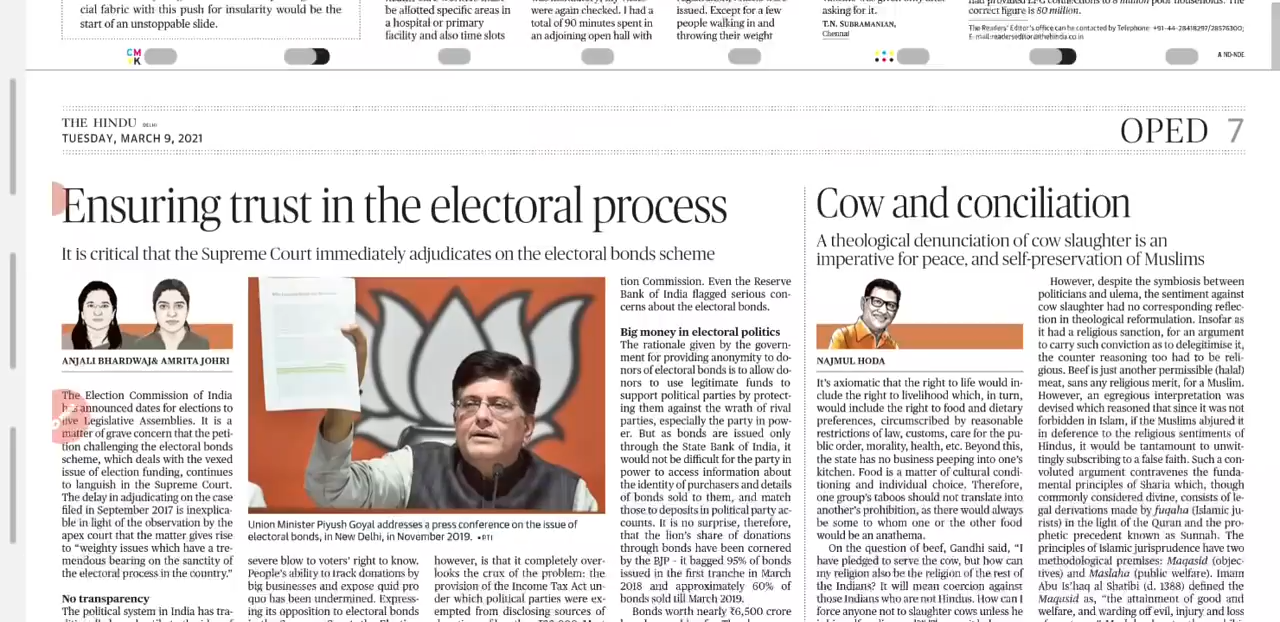 cial fabric with this push for insularity would be the
start of an unstoppable slide.
be allotted specific areas in
a hospital or primary
facility and also time slots
were again checked. I had a
total of 90 minutes spent in
an adjoining open hall with
issued. Except for a few
people walking in and
throwing their weight
asking for it.
T.N. SUBRAMANIAN,
Chennai
correct figure is 50 million.
The Readers' Editor's office can be contacted by Telephone: +91-44-28418297/28576300;
E-mail:readerseditor@thehindu.co.in
CM
YK
A ND-NDE
THE HINDU DELHI
TUESDAY, MARCH 9, 2021
OPED 7
Ensuring trust in the electoral process
It is critical that the Supreme Court immediately adjudicates on the electoral bonds scheme
ANJALI BHARDWAJ& AMRITA JOHRI
The Election Commission of India
has announced dates for elections to
five Legislative Assemblies. It is a
matter of grave concern that the peti-
tion challenging the electoral bonds
scheme, which deals with the vexed
issue of election funding, continues
to languish in the Supreme Court.
The delay in adjudicating on the case
filed in September 2017 is inexplica-
ble in light of the observation by the
apex court that the matter gives rise
to “weighty issues which have a tre-
mendous bearing on the sanctity of
the electoral process in the country.”
No transparency
The political system in India has tra-
Union Minister Piyush Goyal addresses a press conference on the issue of
electoral bonds, in New Delhi, in November 2019. •PTI
severe blow to voters' right to know.
People's ability to track donations by
big businesses and expose quid pro
quo has been undermined. Express-
ing its opposition to electoral bonds
however, is that it completely over-
looks the crux of the problem: the
provision of the Income Tax Act un-
der which political parties were ex-
empted from disclosing sources of
tion Commission. Even the Reserve
Bank of India flagged serious con-
cerns about the electoral bonds.
Big money in electoral politics
The rationale given by the govern-
ment for providing anonymity to do-
nors of electoral bonds is to allow do-
nors to use legitimate funds to
support political parties by protect-
ing them against the wrath of rival
parties, especially the party in pow-
er. But as bonds are issued only
through the State Bank of India, it
would not be difficult for the party in
power to access information about
the identity of purchasers and details
of bonds sold to them, and match
those to deposits in political party ac-
counts. It is no surprise, therefore,
that the lion's share of donations
through bonds have been cornered
by the BJP - it bagged 95% of bonds
issued in the first tranche in March
2018 and approximately 60% of
bonds sold till March 2019.
Bonds worth nearly ₹6,500 crore
Cow and conciliation
A theological denunciation of cow slaughter is an
imperative for peace, and self-preservation of Muslims
NAJMUL HODA
It's axiomatic that the right to life would in-
clude the right to livelihood which, in turn,
would include the right to food and dietary
preferences, circumscribed by reasonable
restrictions of law, customs, care for the pu-
blic order, morality, health, etc. Beyond this,
the state has no business peeping into one's
kitchen. Food is a matter of cultural condi-
tioning and individual choice. Therefore,
one group's taboos should not translate into
another's prohibition, as there would always
be some to whom one or the other food
would be an anathema.
On the question of beef, Gandhi said, “I
have pledged to serve the cow, but how can
my religion also be the religion of the rest of
the Indians? It will mean coercion against
those Indians who are not Hindus. How can I
force anyone not to slaughter cows unless he
However, despite the symbiosis between
politicians and ulema, the sentiment against
cow slaughter had no corresponding reflec-
tion in theological reformulation. Insofar as
it had a religious sanction, for an argument
to carry such conviction as to delegitimise it,
the counter reasoning too had to be reli-
gious. Beef is just another permissible (halal)
meat, sans any religious merit, for a Muslim.
However, an egregious interpretation was
devised which reasoned that since it was not
forbidden in Islam, if the Muslims abjured it
in deference to the religious sentiments of
Hindus, it would be tantamount to unwit-
tingly subscribing to a false faith. Such a con-
voluted argument contravenes the funda-
mental principles of Sharia which, though
commonly considered divine, consists of le-
gal derivations made by fuqaha (Islamic ju-
rists) in the light of the Quran and the pro-
phetic precedent known as Sunnah. The
principles of Islamic jurisprudence have two
methodological premises: Maqasid (objec-
tives) and Maslaha (public welfare). Imam
Abu Is'haq al Shatibi (d. 1388) defined the
Maqasid as, “the attainment of good and
welfare, and warding off evil, injury and loss